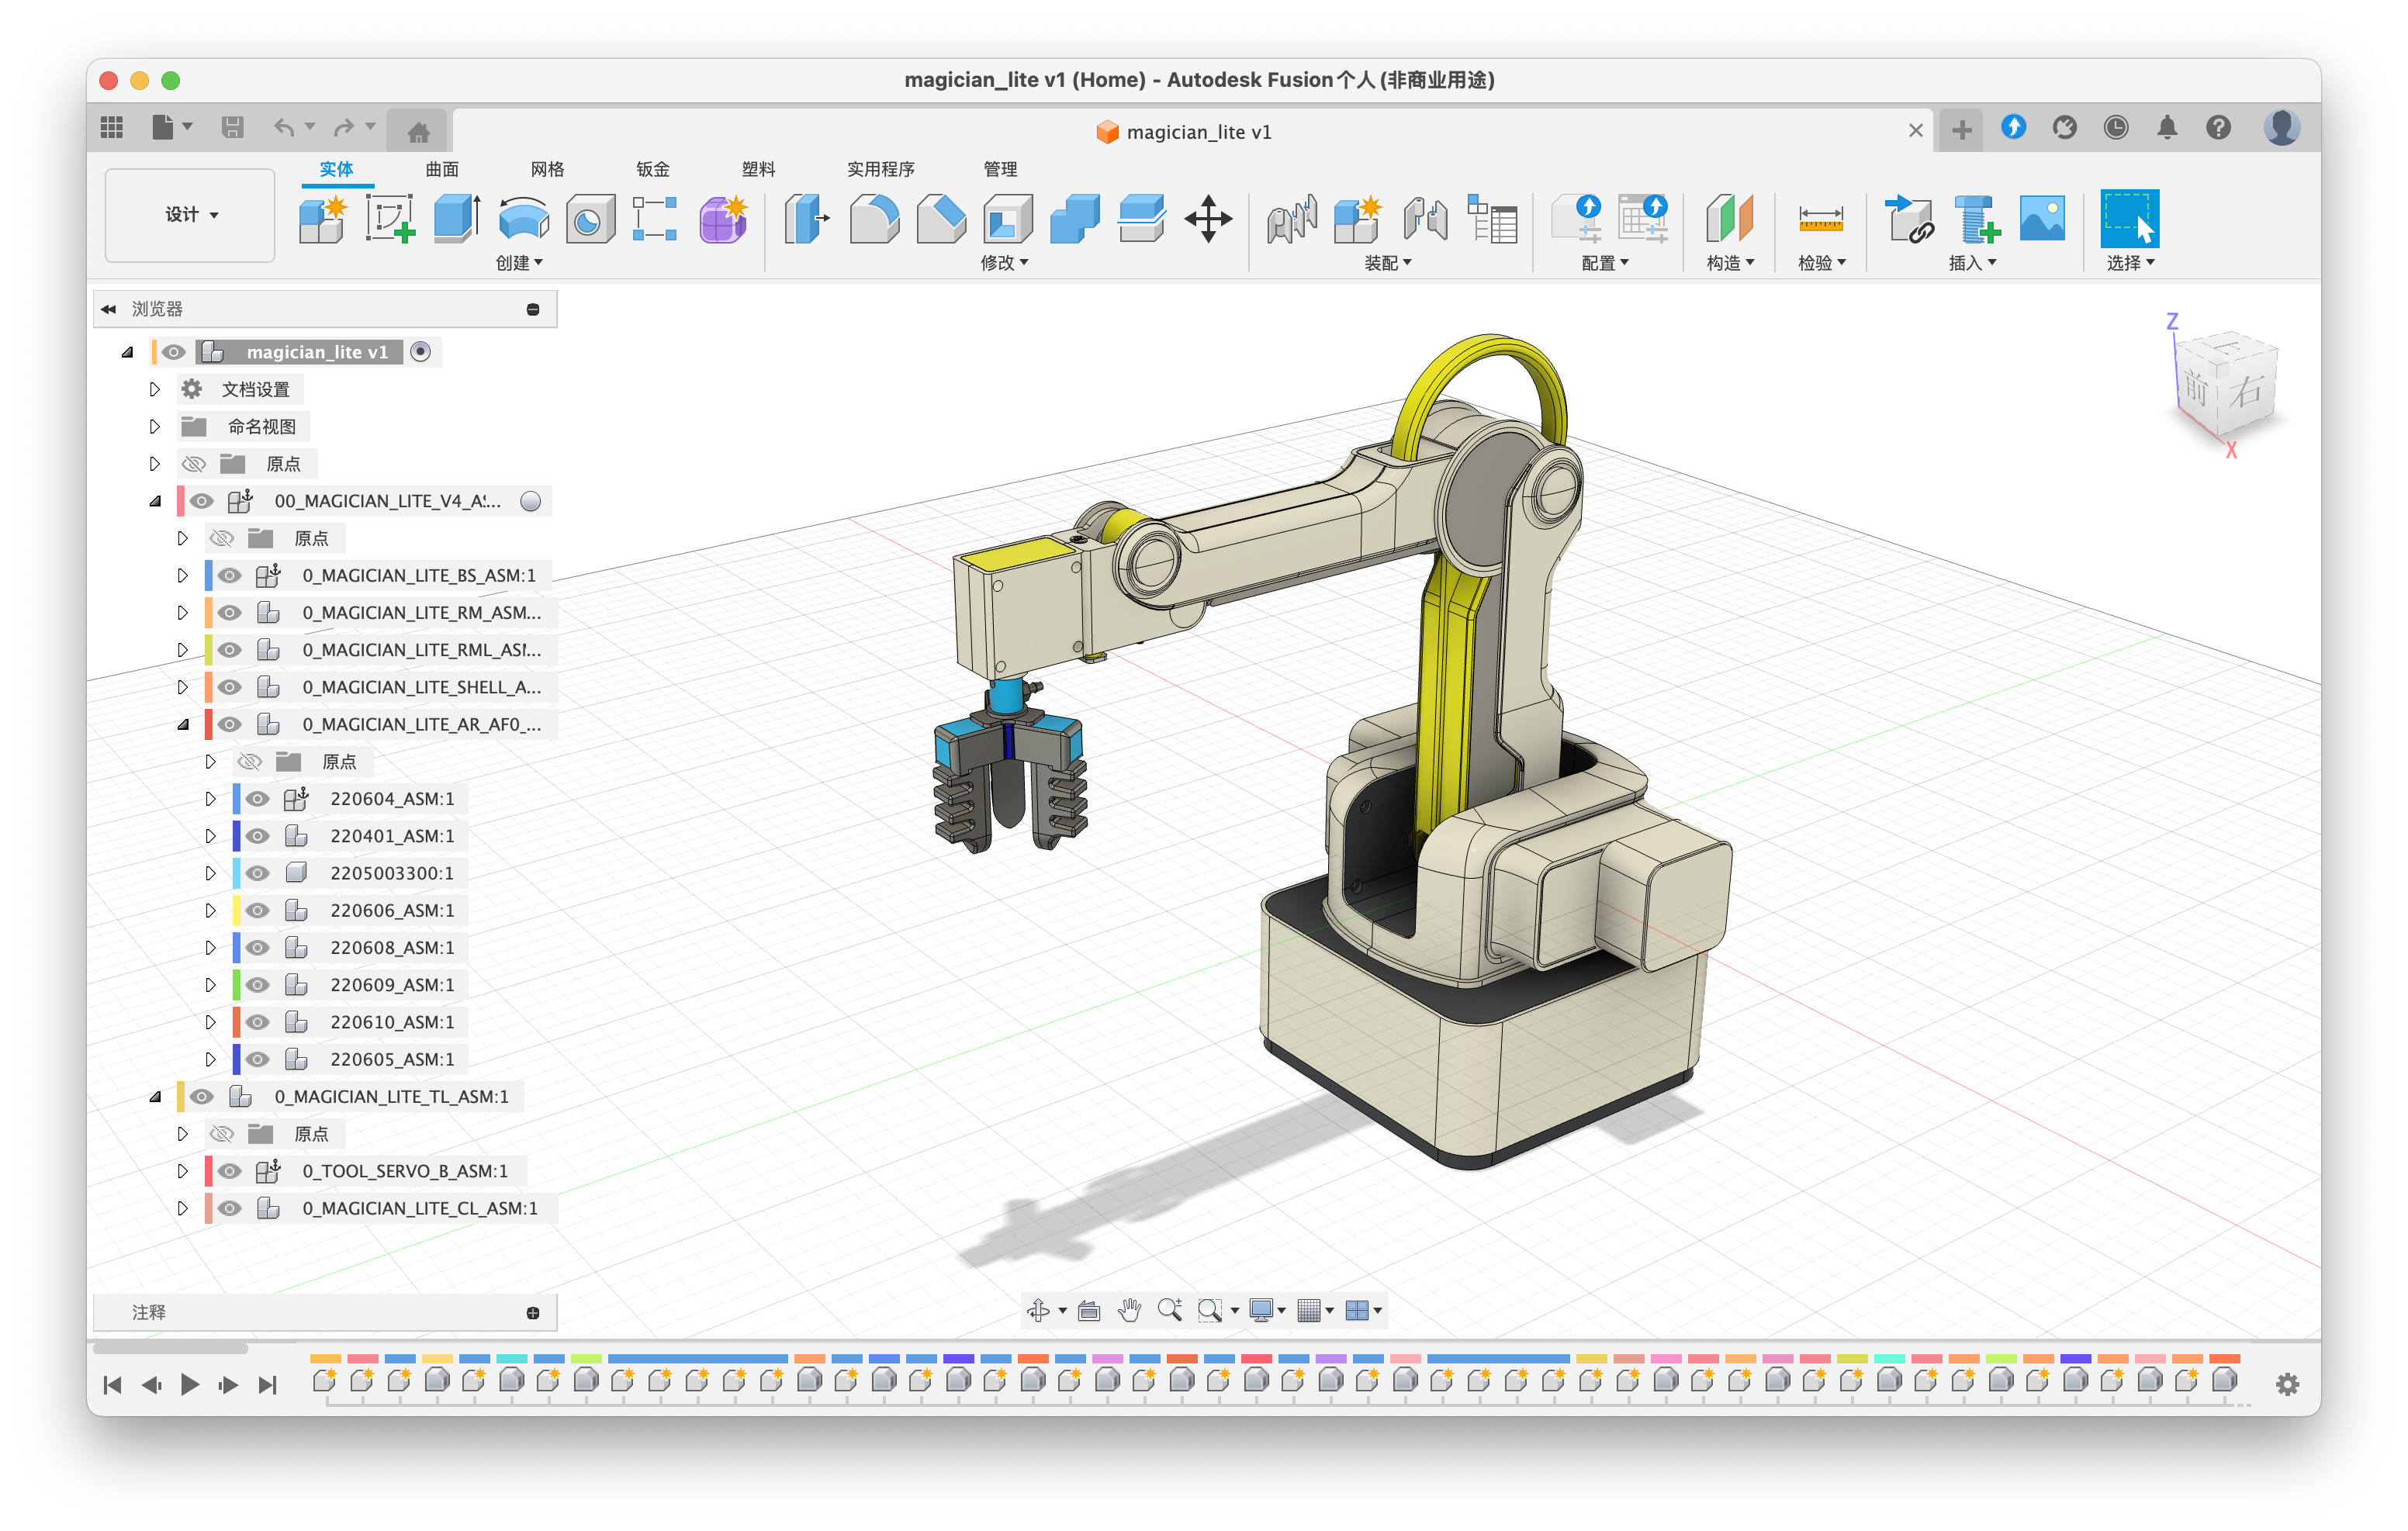 magician_lite v1 (Home) - Autodesk Fusion个人(非商业用途)
magician_lite v1
实体 曲面 网格 钣金 塑料 实用程序 管理
设计
创建 修改 装配 配置 构造 检验 插入 选择
浏览器
magician_lite v1
文档设置
命名视图
原点
00_MAGICIAN_LITE_V4_A:...
原点
0_MAGICIAN_LITE_BS_ASM:1
0_MAGICIAN_LITE_RM_ASM...
0_MAGICIAN_LITE_RML_ASI...
0_MAGICIAN_LITE_SHELL_A...
0_MAGICIAN_LITE_AR_AF0_...
原点
220604_ASM:1
220401_ASM:1
2205003300:1
220606_ASM:1
220608_ASM:1
220609_ASM:1
220610_ASM:1
220605_ASM:1
0_MAGICIAN_LITE_TL_ASM:1
原点
0_TOOL_SERVO_B_ASM:1
0_MAGICIAN_LITE_CL_ASM:1
注释
Z
上
前 右
X